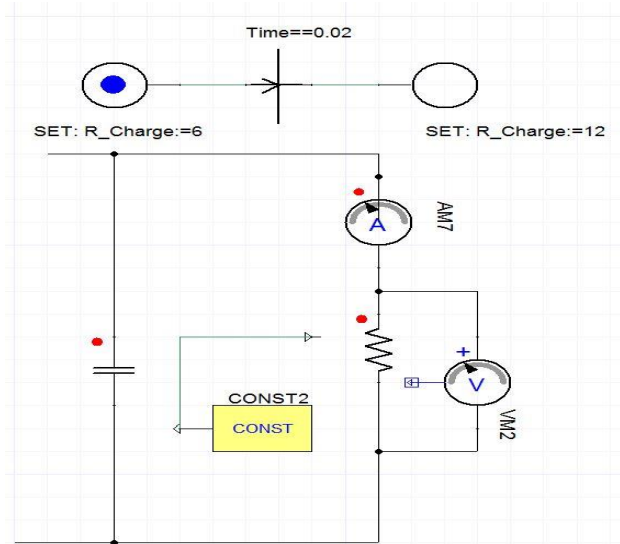 Time==0.02
SET: R_Charge:=6
SET: R_Charge:=12
AM7
A
+
V
VM2
CONST2
CONST